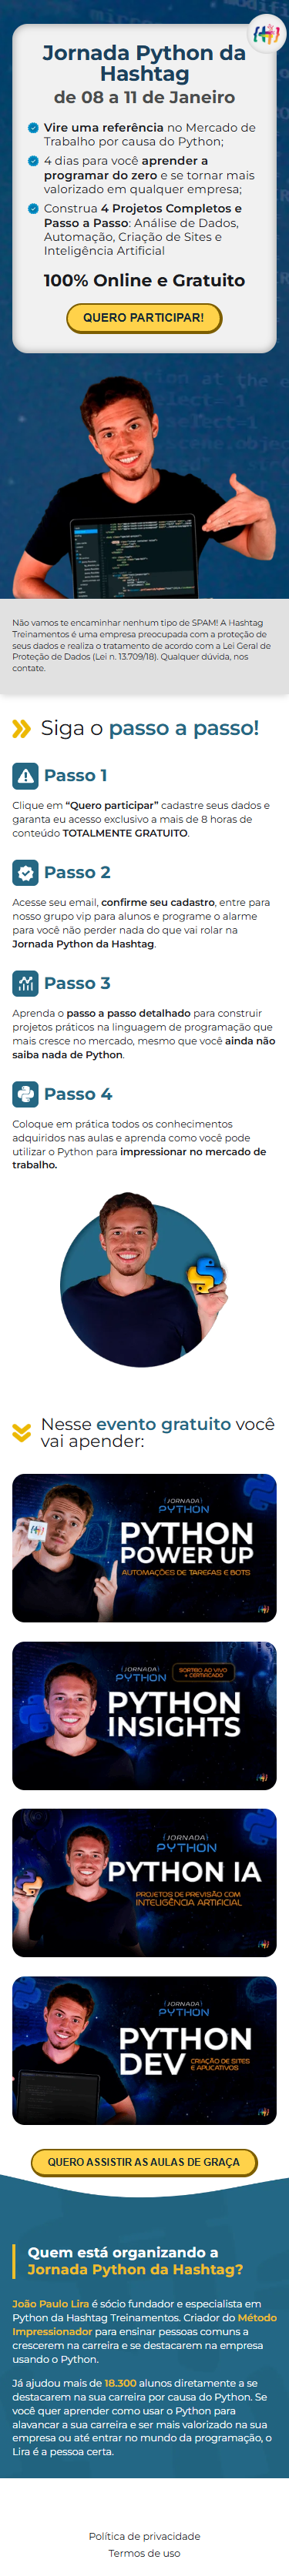 Jornada Python da
Hashtag
de 08 a 11 de Janeiro
Vire uma referência no Mercado de
Trabalho por causa do Python;
4 dias para você aprender a
programar do zero e se tornar mais
valorizado em qualquer empresa;
Construa 4 Projetos Completos e
Passo a Passo: Análise de Dados,
Automação, Criação de Sites e
Inteligência Artificial
100% Online e Gratuito
QUERO PARTICIPAR!
Não vamos te encaminhar nenhum tipo de SPAM! A Hashtag
Treinamentos é uma empresa preocupada com a proteção de
seus dados e realiza o tratamento de acordo com a Lei Geral de
Proteção de Dados (Lei n. 13.709/18). Qualquer dúvida, nos
contate.
Siga o passo a passo!
Passo 1
Clique em “Quero participar” cadastre seus dados e
garanta eu acesso exclusivo a mais de 8 horas de
conteúdo TOTALMENTE GRATUITO.
Passo 2
Acesse seu email, confirme seu cadastro, entre para
nosso grupo vip para alunos e programe o alarme
para você não perder nada do que vai rolar na
Jornada Python da Hashtag.
Passo 3
Aprenda o passo a passo detalhado para construir
projetos práticos na linguagem de programação que
mais cresce no mercado, mesmo que você ainda não
saiba nada de Python.
Passo 4
Coloque em prática todos os conhecimentos
adquiridos nas aulas e aprenda como você pode
utilizar o Python para impressionar no mercado de
trabalho.
Nesse evento gratuito você
vai apender:
JORNADA
PYTHON
PYTHON
POWER UP
AUTOMAÇÕES DE TAREFAS E BOTS
JORNADA
PYTHON
SORTEIO AO VIVO
+ CERTIFICADO
PYTHON
INSIGHTS
JORNADA
PYTHON
PYTHON IA
PROJETOS DE PREVISÃO COM
INTELIGÊNCIA ARTIFICIAL
JORNADA
PYTHON
PYTHON
DEV CRIAÇÃO DE SITES
E APLICATIVOS
QUERO ASSISTIR AS AULAS DE GRAÇA
Quem está organizando a
Jornada Python da Hashtag?
João Paulo Lira é sócio fundador e especialista em
Python da Hashtag Treinamentos. Criador do Método
Impressionador para ensinar pessoas comuns a
crescerem na carreira e se destacarem na empresa
usando o Python.
Já ajudou mais de 18.300 alunos diretamente a se
destacarem na sua carreira por causa do Python. Se
você quer aprender como usar o Python para
alavancar a sua carreira e ser mais valorizado na sua
empresa ou até entrar no mundo da programação, o
Lira é a pessoa certa.
Política de privacidade
Termos de uso